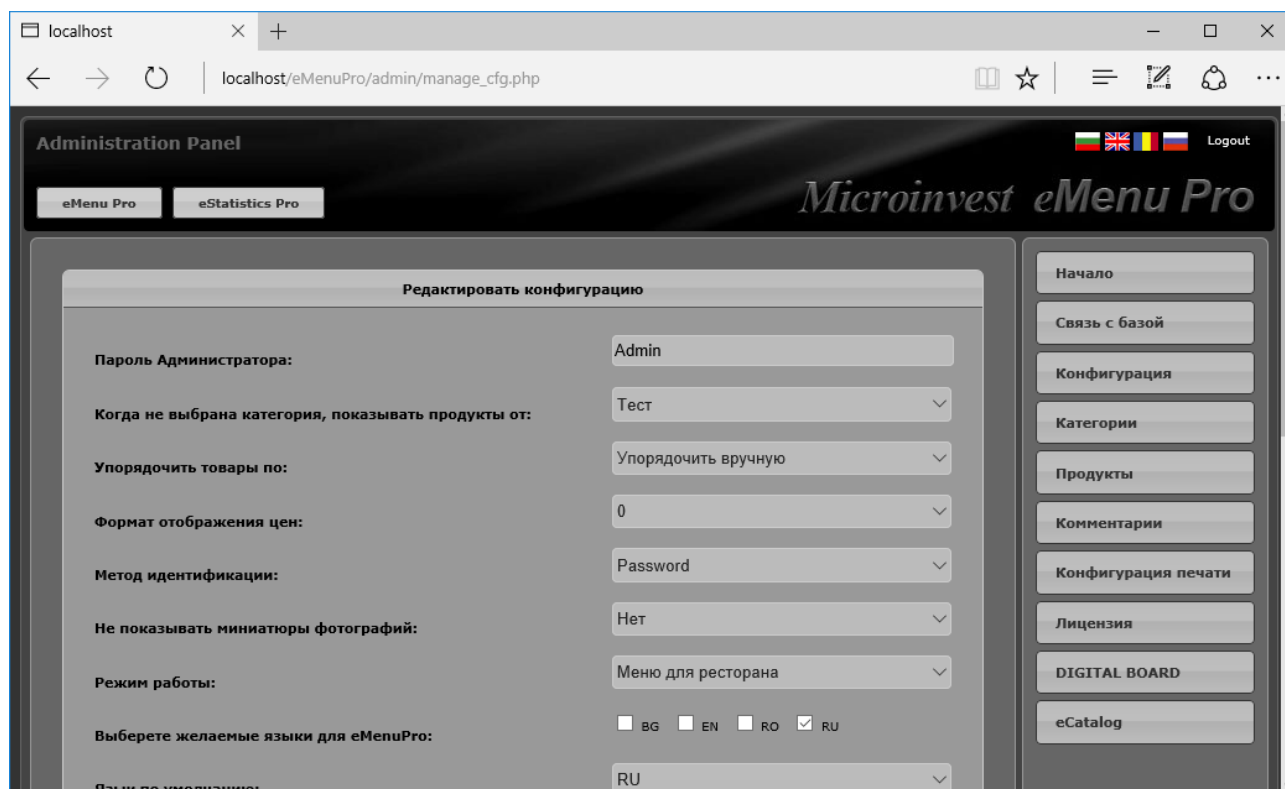 localhost
localhost/eMenuPro/admin/manage_cfg.php
Administration Panel
Logout
eMenu Pro
eStatistics Pro
Microinvest eMenu Pro
Редактировать конфигурацию
Пароль Администратора:
Admin
Когда не выбрана категория, показывать продукты от:
Тест
Упорядочить товары по:
Упорядочить вручную
Формат отображения цен:
0
Метод идентификации:
Password
Не показывать миниатюры фотографий:
Нет
Режим работы:
Меню для ресторана
Выберете желаемые языки для eMenuPro:
BG EN RO RU
Язык по умолчанию:
RU
Начало
Связь с базой
Конфигурация
Категории
Продукты
Комментарии
Конфигурация печати
Лицензия
DIGITAL BOARD
eCatalog